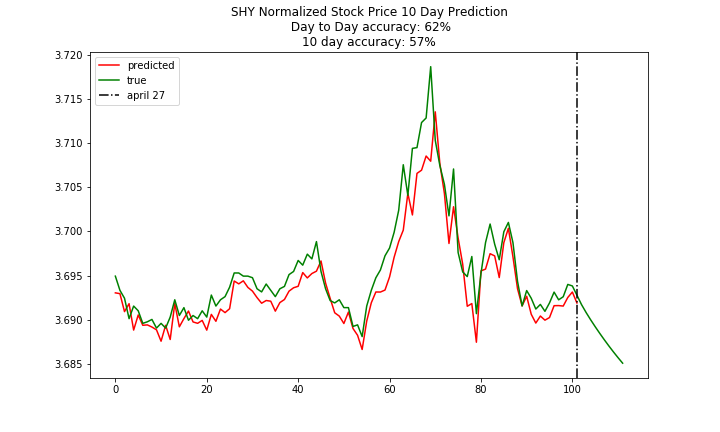 SHY Normalized Stock Price 10 Day Prediction
Day to Day accuracy: 62%
10 day accuracy: 57%
predicted
true
april 27
3.720
3.715
3.710
3.705
3.700
3.695
3.690
3.685
0 20 40 60 80 100